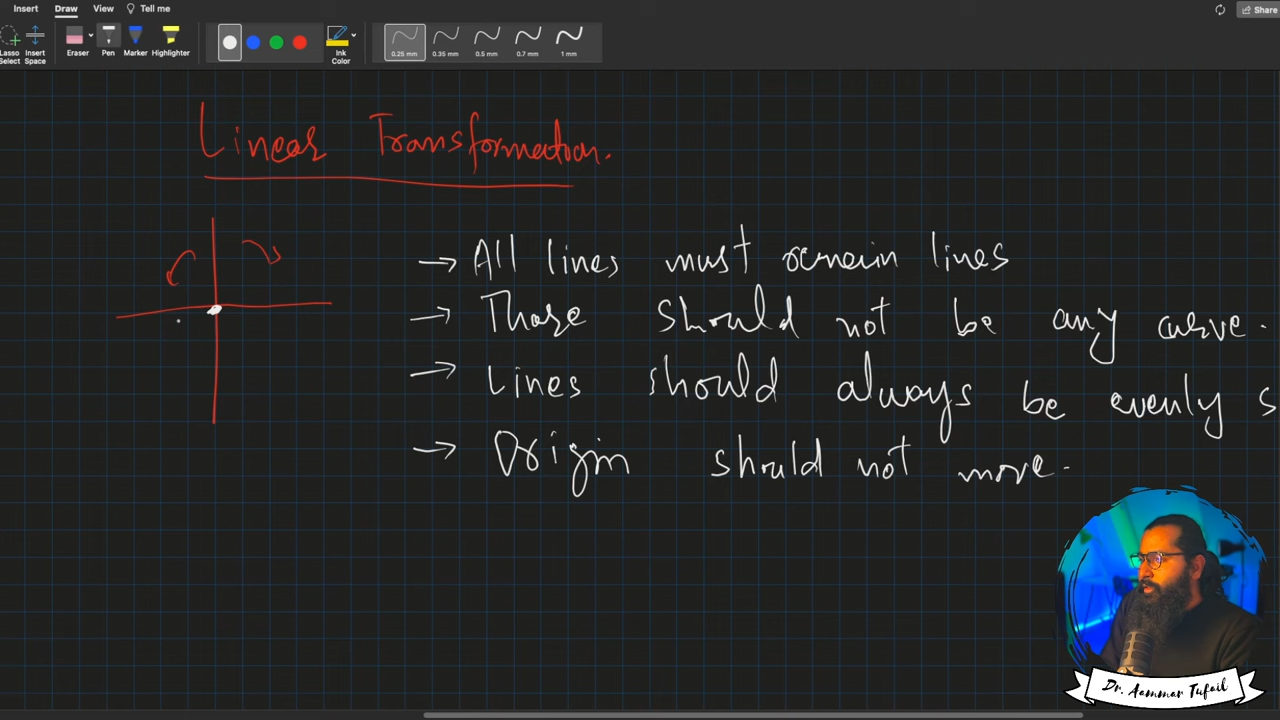 Insert Draw View Tell me
Share
Lasso Select
Insert Space
Eraser
Pen
Marker
Highlighter
Ink Color
0.25 mm
0.35 mm
0.5 mm
0.7 mm
1 mm
Linear Transformation.
→ All lines must remain lines
→ There should not be any curve.
→ Lines should always be evenly s
→ Origin should not move.
Dr. Aammar Tufail